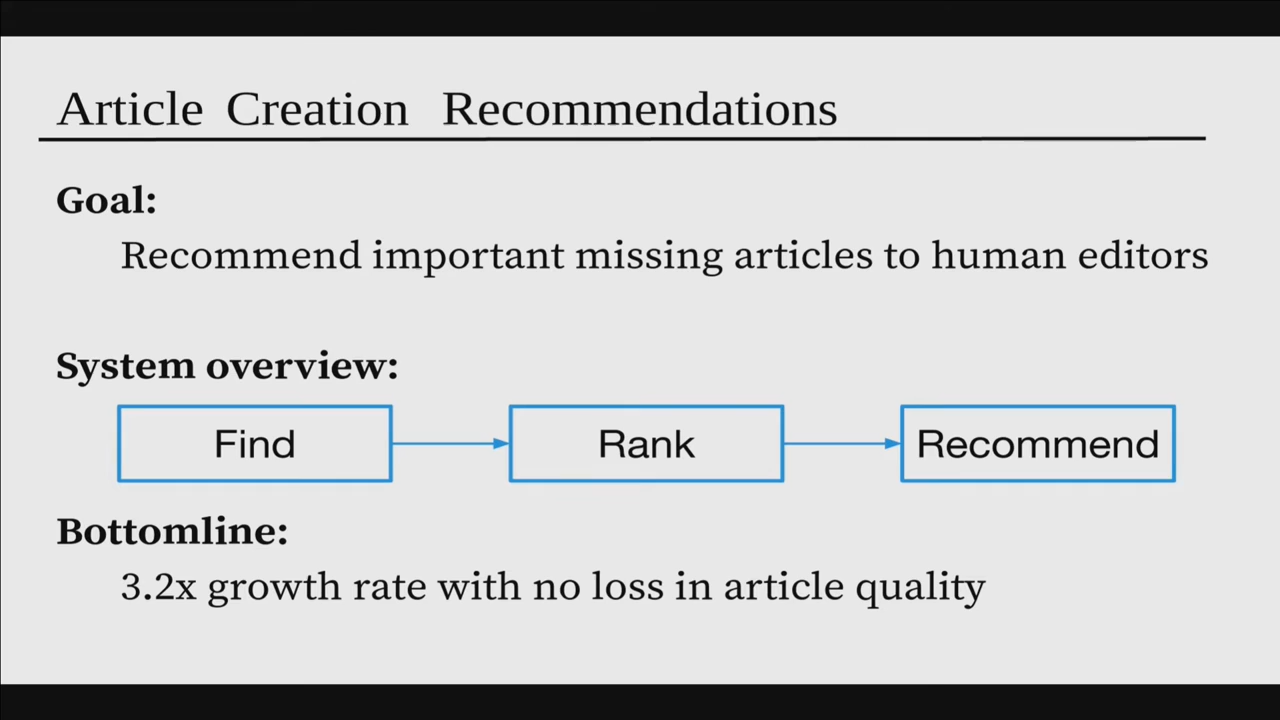 Article Creation Recommendations
Goal:
Recommend important missing articles to human editors
System overview:
Find
Rank
Recommend
Bottomline:
3.2x growth rate with no loss in article quality